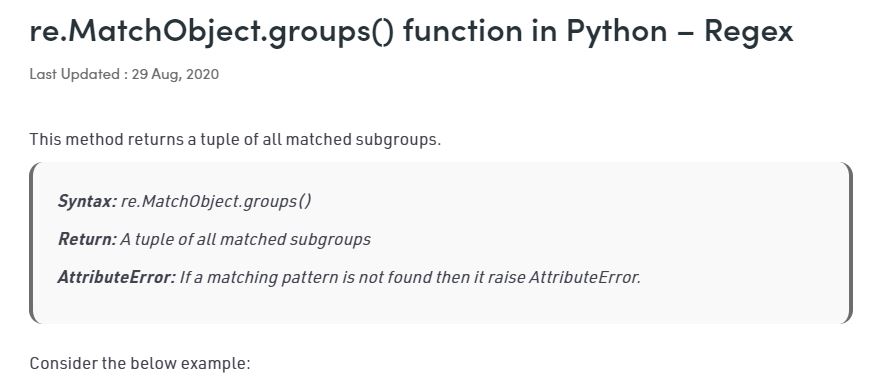 re.MatchObject.groups() function in Python – Regex
Last Updated : 29 Aug, 2020
This method returns a tuple of all matched subgroups.
Syntax: re.MatchObject.groups()
Return: A tuple of all matched subgroups
AttributeError: If a matching pattern is not found then it raise AttributeError.
Consider the below example: